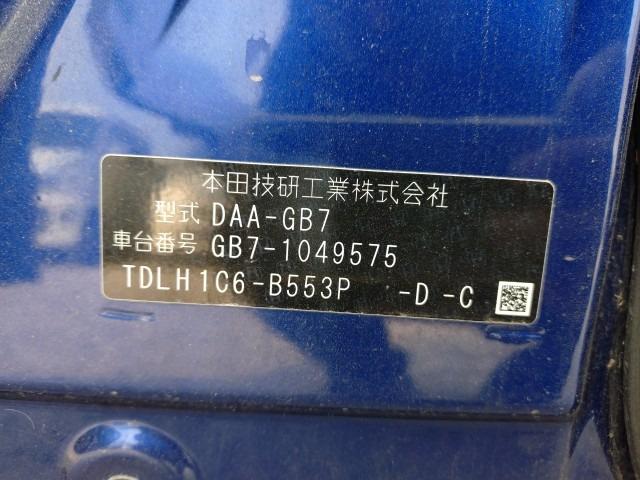 本田技研工業株式会社
型式 DAA-GB7
車台番号 GB7-1049575
TDLH1C6-B553P -D -C